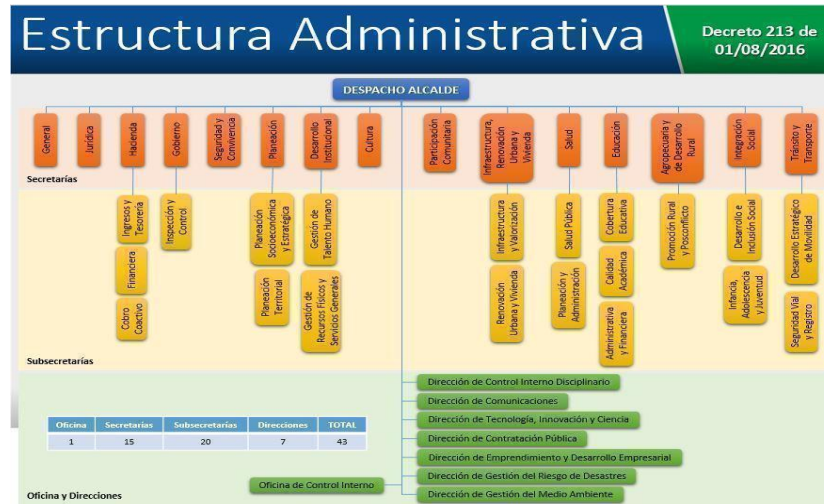 Estructura Administrativa
Decreto 213 de
01/08/2016
DESPACHO ALCALDE
General
Jurídica
Hacienda
Gobierno
Seguridad y
Convivencia
Planeación
Desarrollo
Institucional
Cultura
Participación
Comunitaria
Infraestructura,
Renovación
Urbana y
Vivienda
Salud
Educación
Agropecuaria y
de Desarrollo
Rural
Integración
Social
Tránsito y
Transporte
Secretarías
Ingresos y
Tesorería
Inspección y
Control
Planeación
Socioeconómica
y Estratégica
Gestión de
Talento Humano
Infraestructura
y Valorización
Salud Pública
Cobertura
Educativa
Promoción Rural
y Posconflicto
Desarrollo e
Inclusión Social
Desarrollo Estratégico
de Movilidad
Financiera
Planeación
Territorial
Gestión de
Recursos Físicos y
Servicios Generales
Renovación
Urbana y Vivienda
Planeación y
Administración
Calidad
Académica
Infancia,
Adolescencia
y Juventud
Seguridad Vial
y Registro
Cobro
Coactivo
Administrativa
y Financiera
Subsecretarías
Dirección de Control Interno Disciplinario
Dirección de Comunicaciones
Dirección de Tecnología, Innovación y Ciencia
Dirección de Contratación Pública
Dirección de Emprendimiento y Desarrollo Empresarial
Dirección de Gestión del Riesgo de Desastres
Dirección de Gestión del Medio Ambiente
Oficina Secretarías Subsecretarías Direcciones TOTAL
1 15 20 7 43
Oficina de Control Interno
Oficina y Direcciones